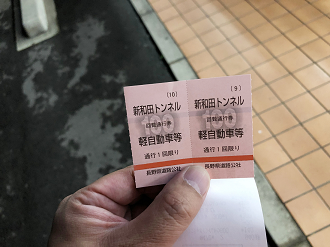 (10)
新和田トンネル
回数通行券
軽自動車等
通行1回限り
長野県道路公社
(9)
新和田トンネル
回数通行券
軽自動車等
通行1回限り
長野県道路公社